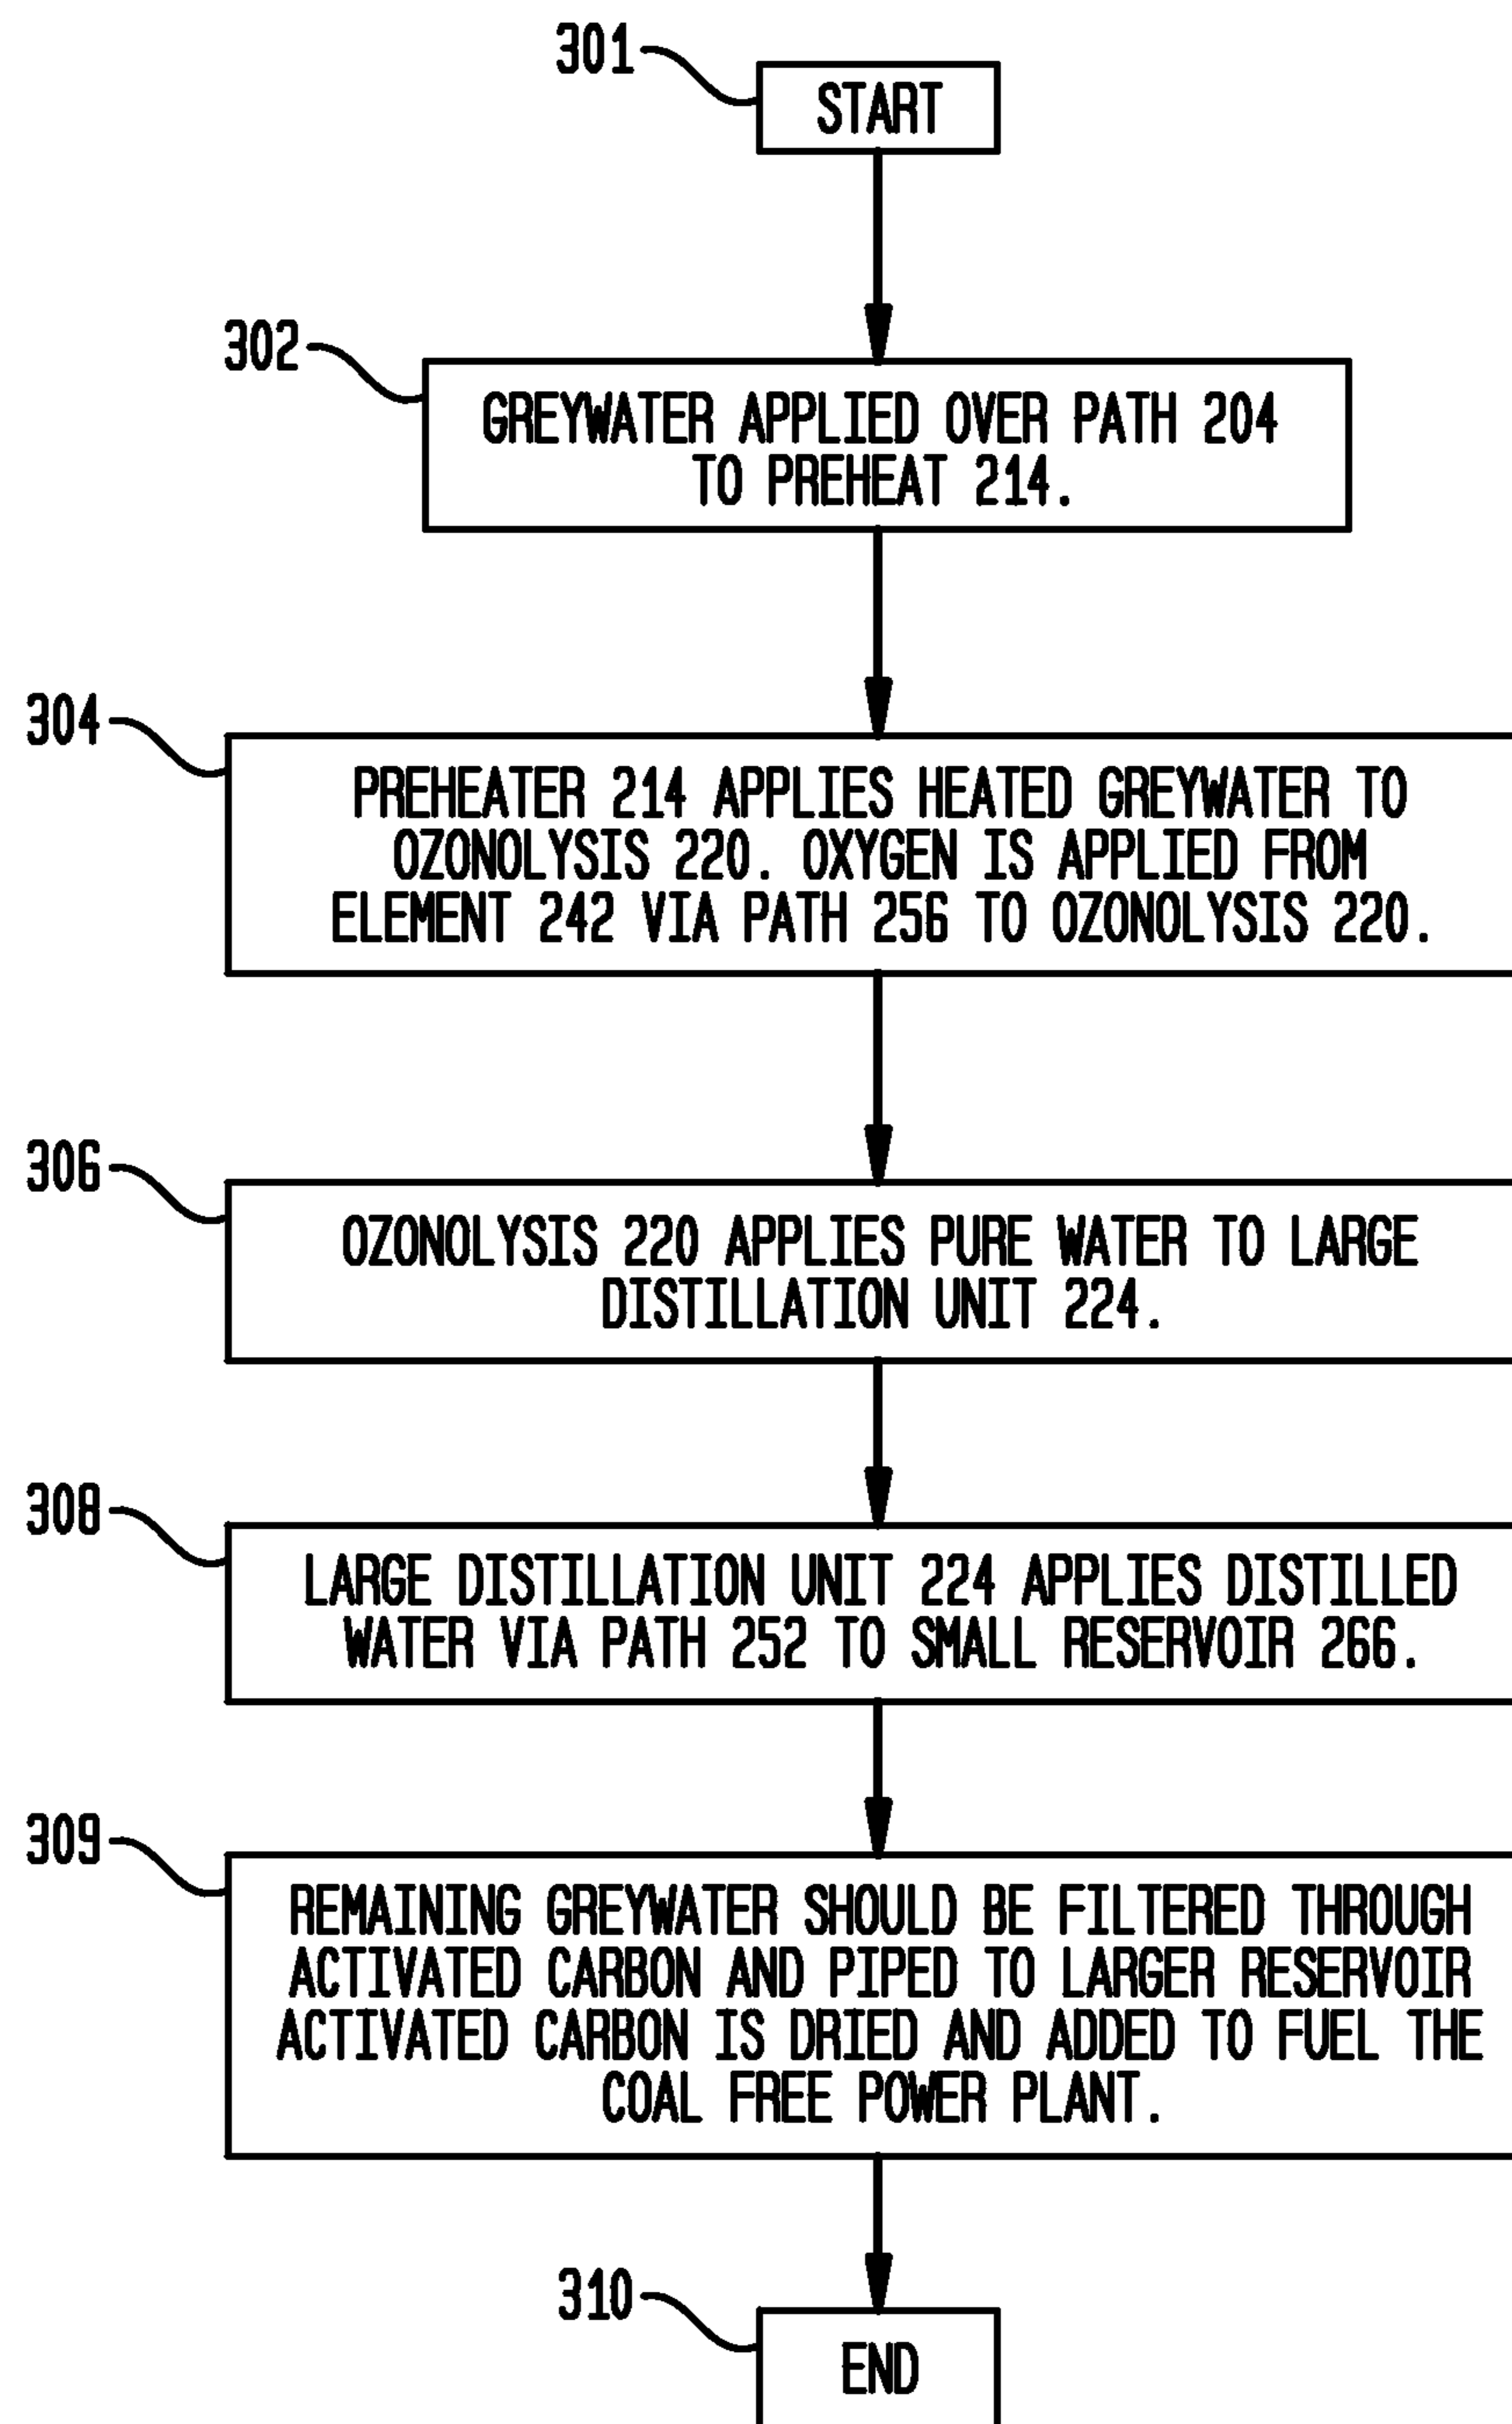 301
START
302
GREYWATER APPLIED OVER PATH 204
TO PREHEAT 214.
304
PREHEATER 214 APPLIES HEATED GREYWATER TO
OZONOLYSIS 220. OXYGEN IS APPLIED FROM
ELEMENT 242 VIA PATH 256 TO OZONOLYSIS 220.
306
OZONOLYSIS 220 APPLIES PURE WATER TO LARGE
DISTILLATION UNIT 224.
308
LARGE DISTILLATION UNIT 224 APPLIES DISTILLED
WATER VIA PATH 252 TO SMALL RESERVOIR 266.
309
REMAINING GREYWATER SHOULD BE FILTERED THROUGH
ACTIVATED CARBON AND PIPED TO LARGER RESERVOIR
ACTIVATED CARBON IS DRIED AND ADDED TO FUEL THE
COAL FREE POWER PLANT.
310
END